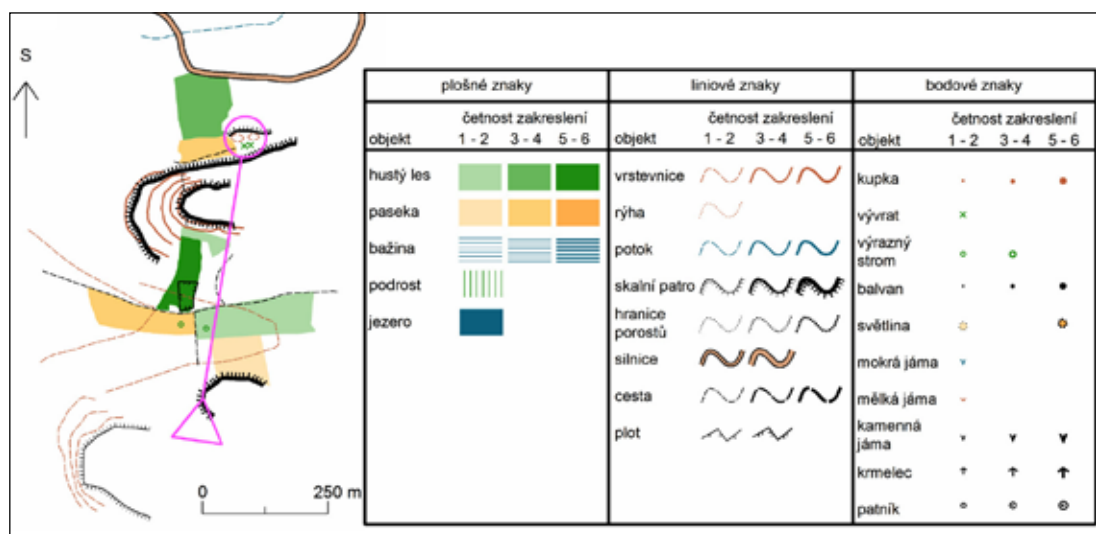 S
0 250 m
plošné znaky
objekt
četnost zakreslení
1 - 2 3 - 4 5 - 6
hustý les
paseka
bažina
podrost
jezero
liniové znaky
objekt
četnost zakreslení
1 - 2 3 - 4 5 - 6
vrstevnice
rýha
potok
skalní patro
hranice
porostů
silnice
cesta
plot
bodové znaky
objekt
četnost zakreslení
1 - 2 3 - 4 5 - 6
kupka
vývrat
výrazný
strom
balvan
světlina
mokrá jáma
mělká jáma
kamenná
jáma
krmelec
patník